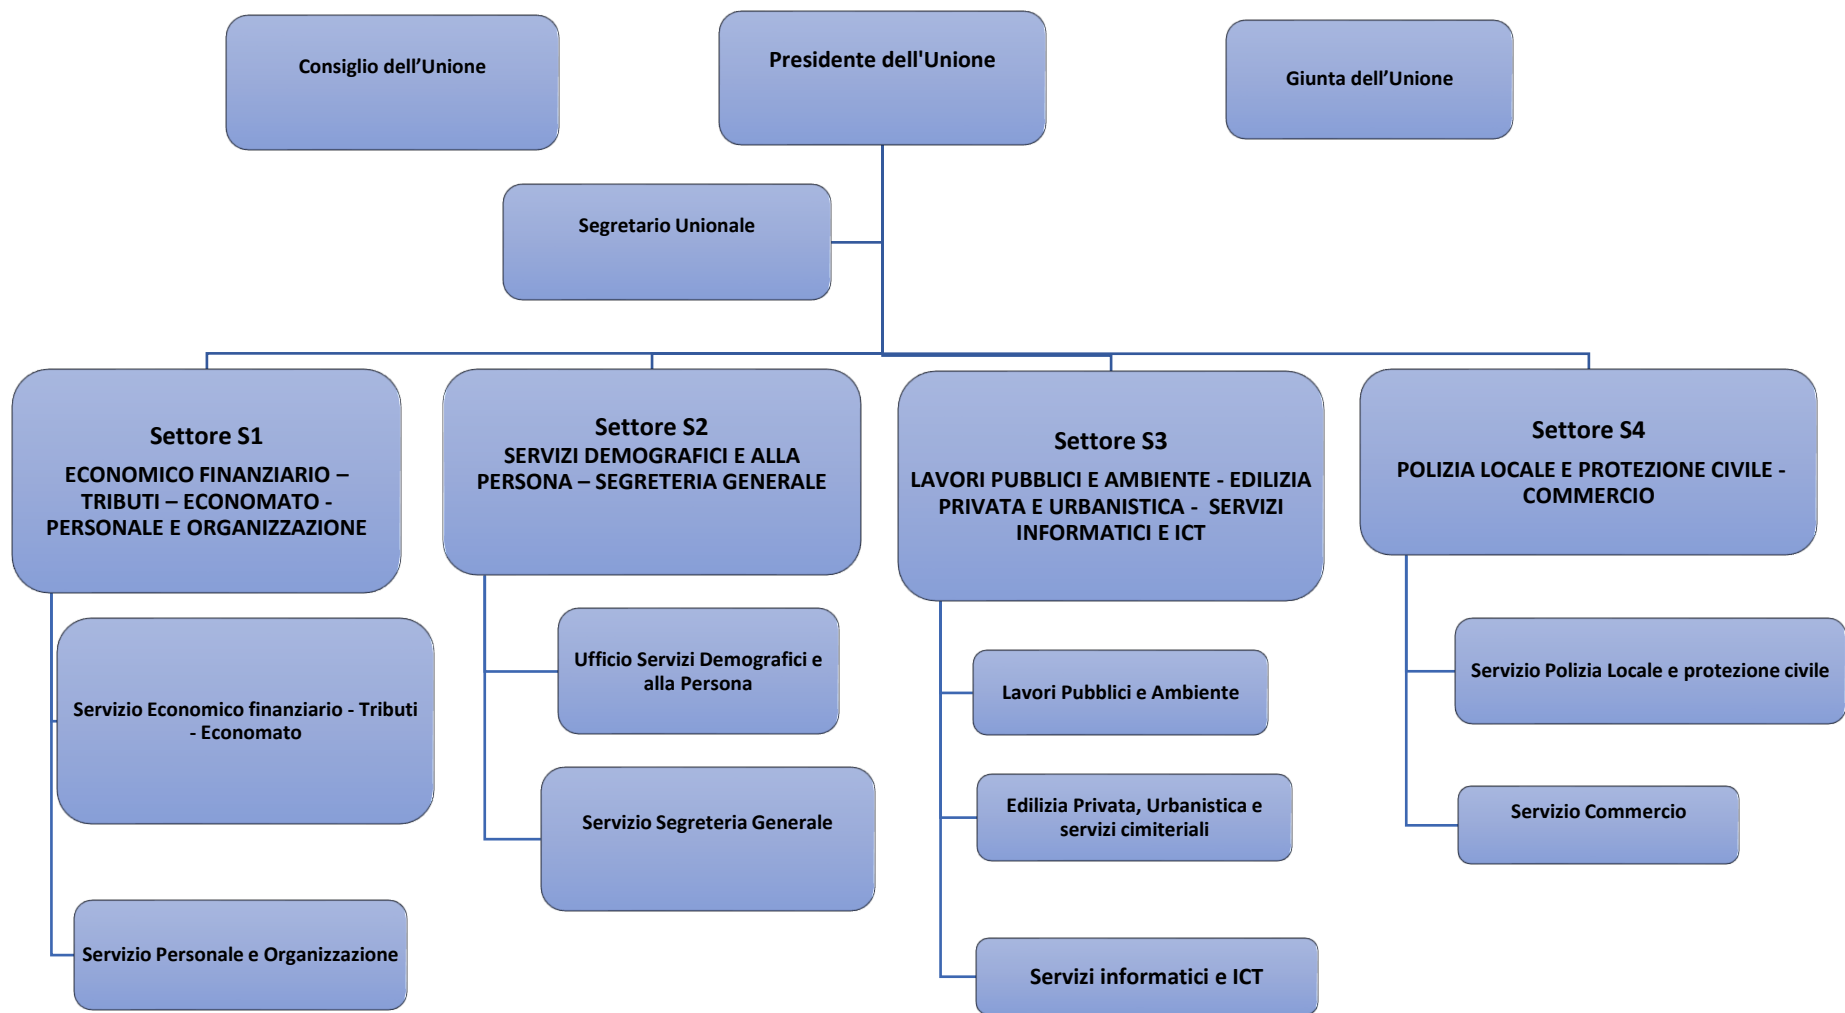 Consiglio dell’Unione
Presidente dell'Unione
Giunta dell’Unione
Segretario Unionale
Settore S1
ECONOMICO FINANZIARIO –
TRIBUTI – ECONOMATO -
PERSONALE E ORGANIZZAZIONE
Settore S2
SERVIZI DEMOGRAFICI E ALLA
PERSONA – SEGRETERIA GENERALE
Settore S3
LAVORI PUBBLICI E AMBIENTE - EDILIZIA
PRIVATA E URBANISTICA - SERVIZI
INFORMATICI E ICT
Settore S4
POLIZIA LOCALE E PROTEZIONE CIVILE -
COMMERCIO
Servizio Economico finanziario - Tributi
- Economato
Servizio Personale e Organizzazione
Ufficio Servizi Demografici e
alla Persona
Servizio Segreteria Generale
Lavori Pubblici e Ambiente
Edilizia Privata, Urbanistica e
servizi cimiteriali
Servizi informatici e ICT
Servizio Polizia Locale e protezione civile
Servizio Commercio